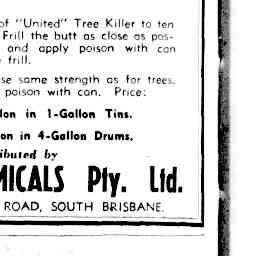 of "United" Tree Killer to ten
Frill the butt as close as pos-
and apply poison with can
frill.
se same strength as for trees.
poison with can. Price:
lon in 1-Gallon Tins.
on in 4-Gallon Drums.
ibuted by
MICALS Pty. Ltd.
ROAD, SOUTH BRISBANE.